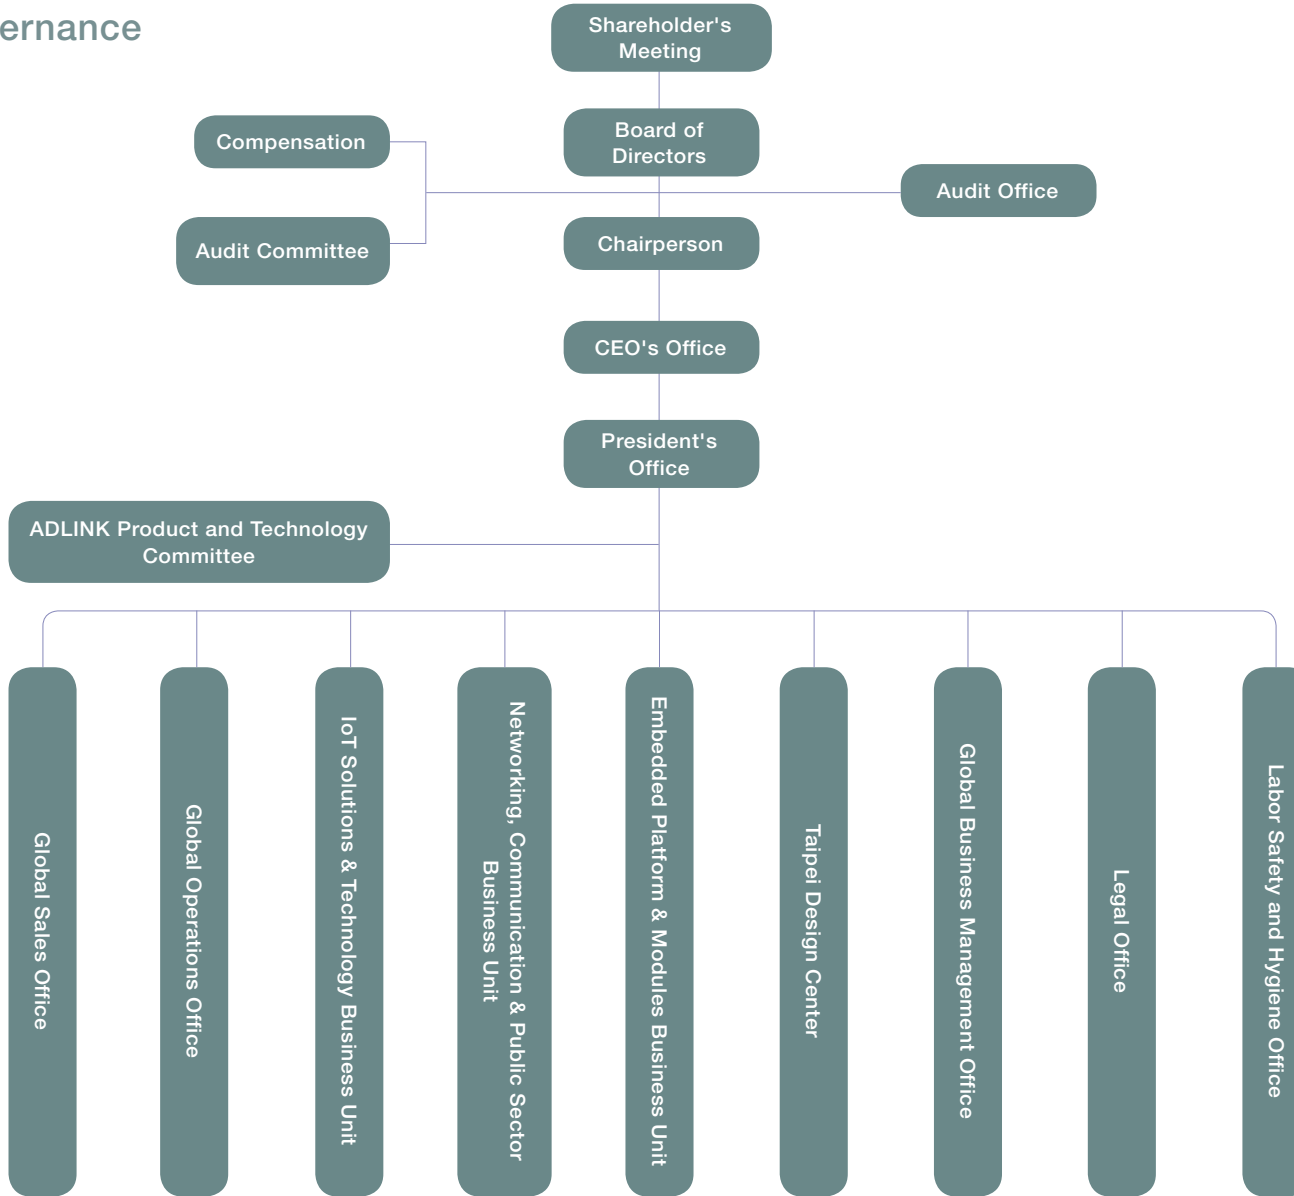 ernance
Shareholder's
Meeting
Board of
Directors
Compensation
Audit Office
Audit Committee
Chairperson
CEO's Office
President's
Office
ADLINK Product and Technology
Committee
Global Sales Office
Global Operations Office
IoT Solutions & Technology Business Unit
Networking, Communication & Public Sector
Business Unit
Embedded Platform & Modules Business Unit
Taipei Design Center
Global Business Management Office
Legal Office
Labor Safety and Hygiene Office